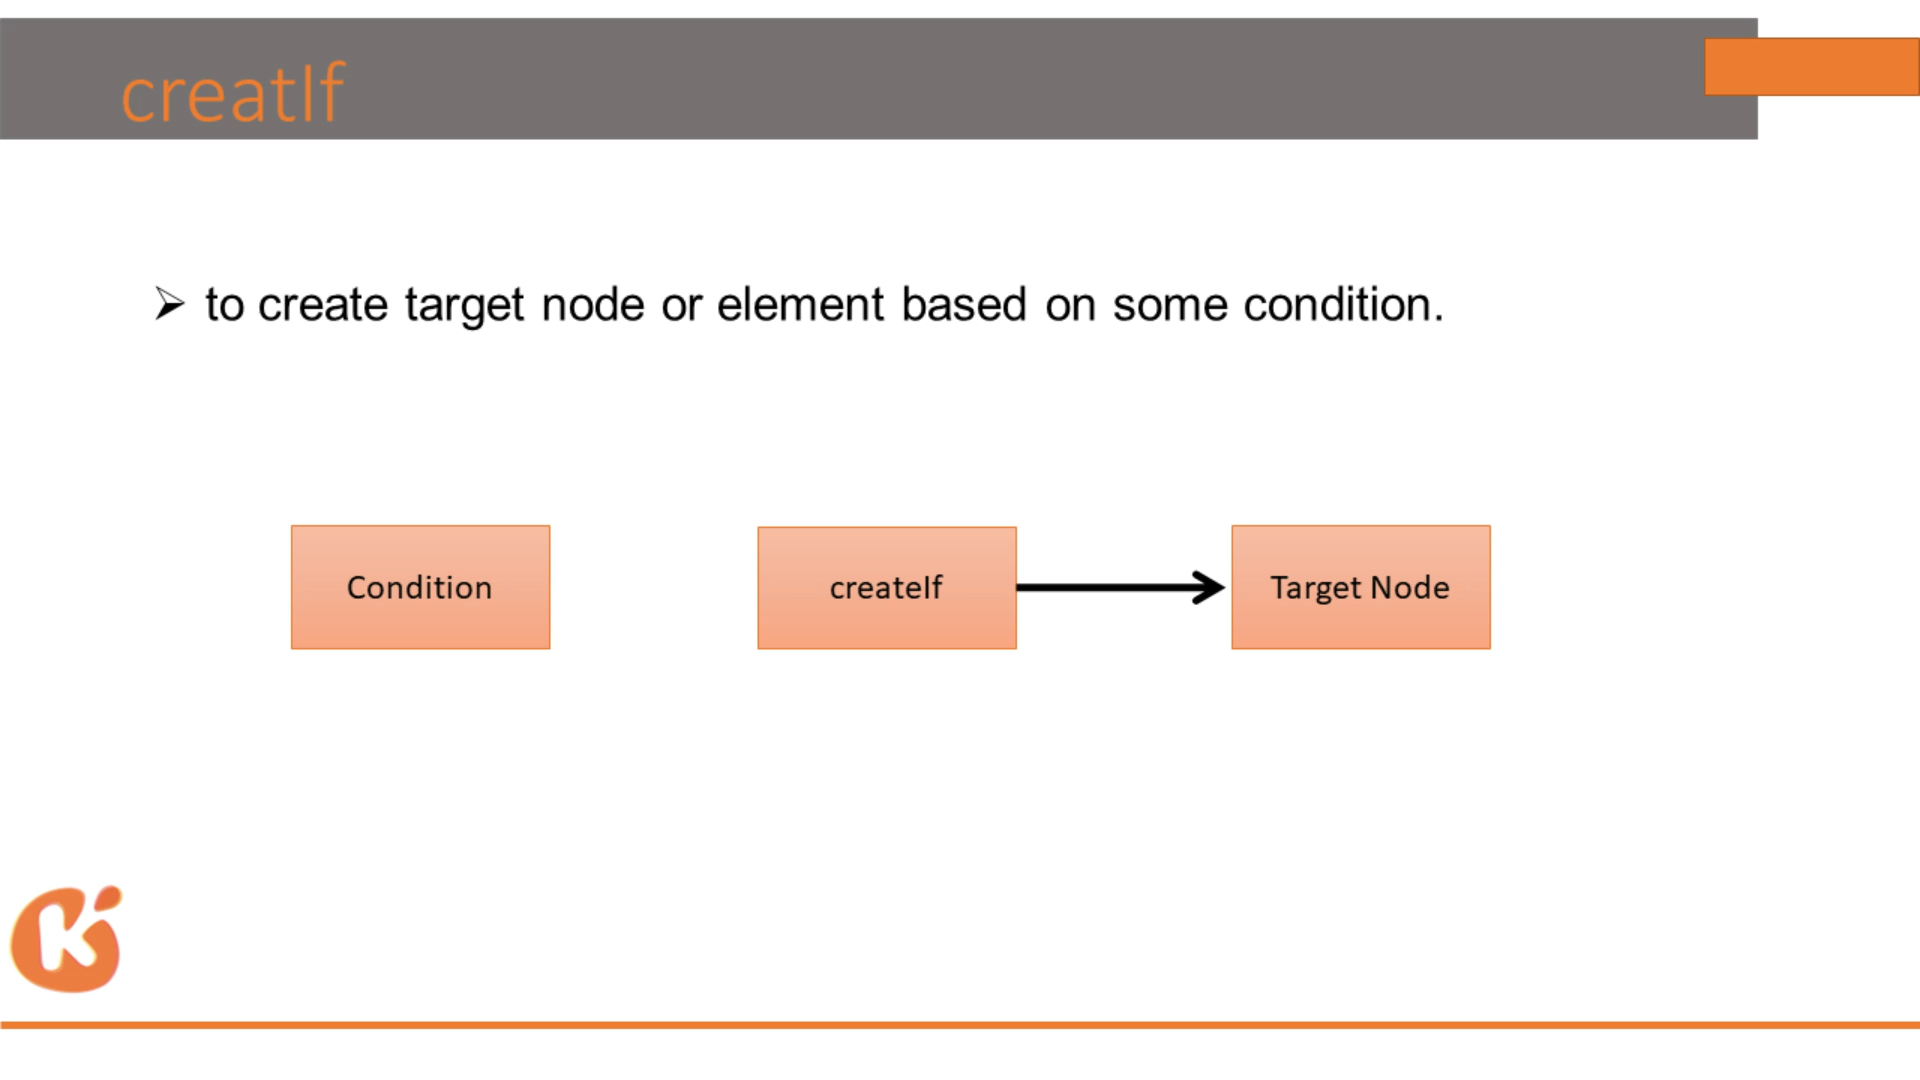 creatIf
to create target node or element based on some condition.
Condition
createIf
Target Node
K